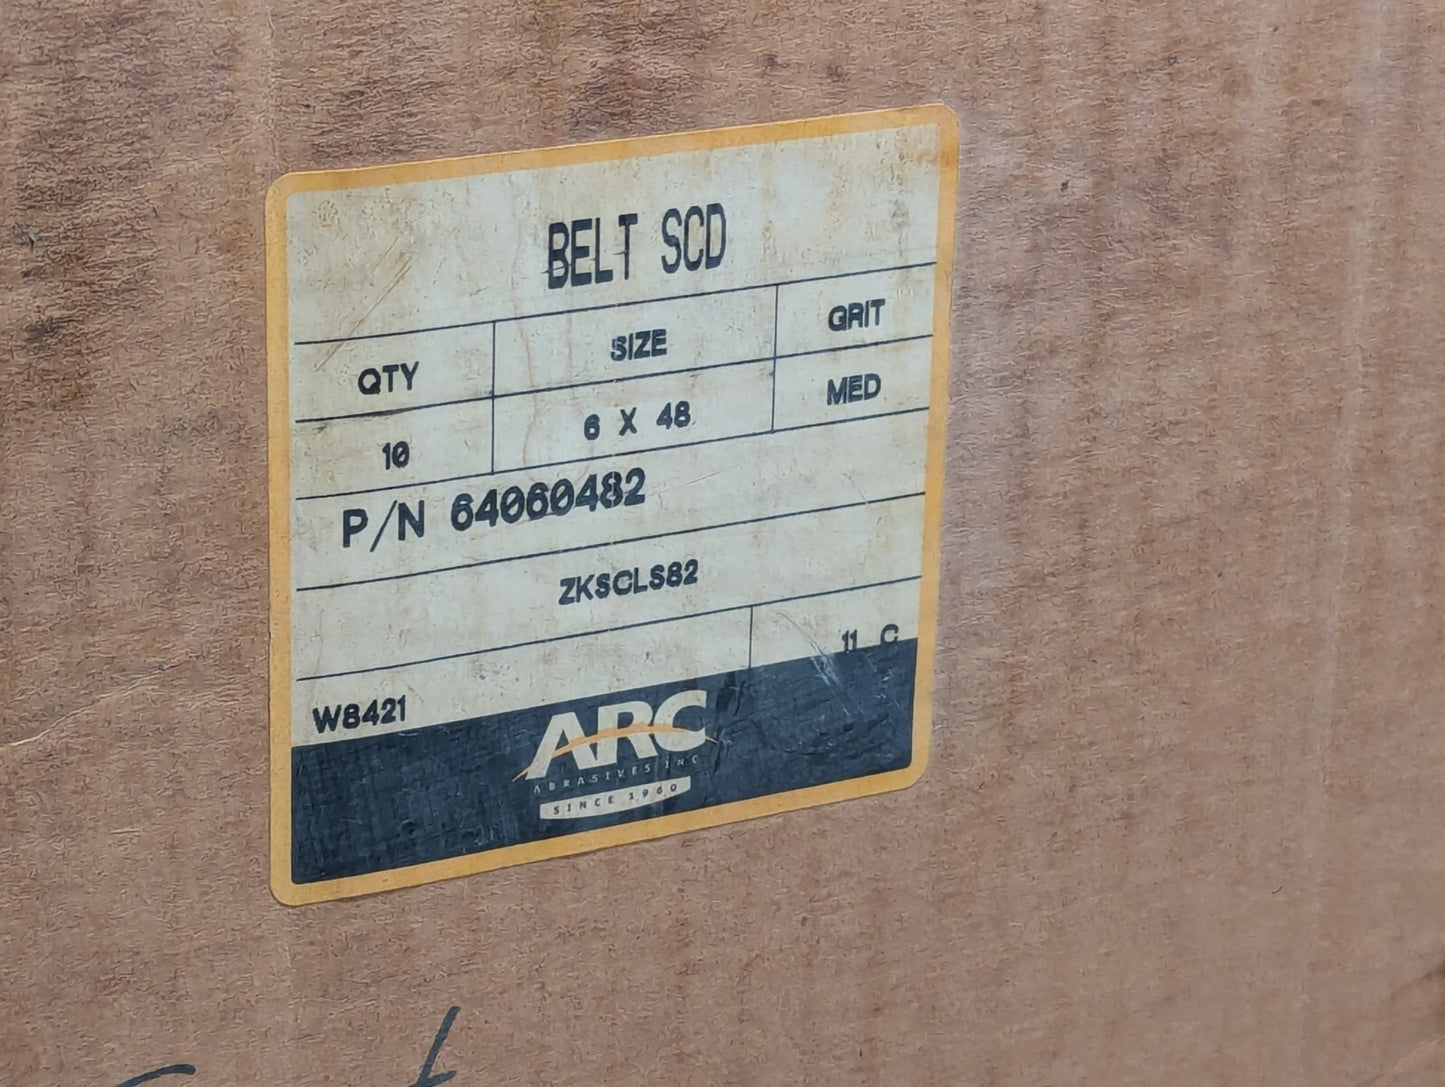 BELT SCD
QTY SIZE GRIT
10 6 X 48 MED
P/N 64060482
ZKSCLS82
W8421 11 C
ARC
ABRASIVES INC
SINCE 1960